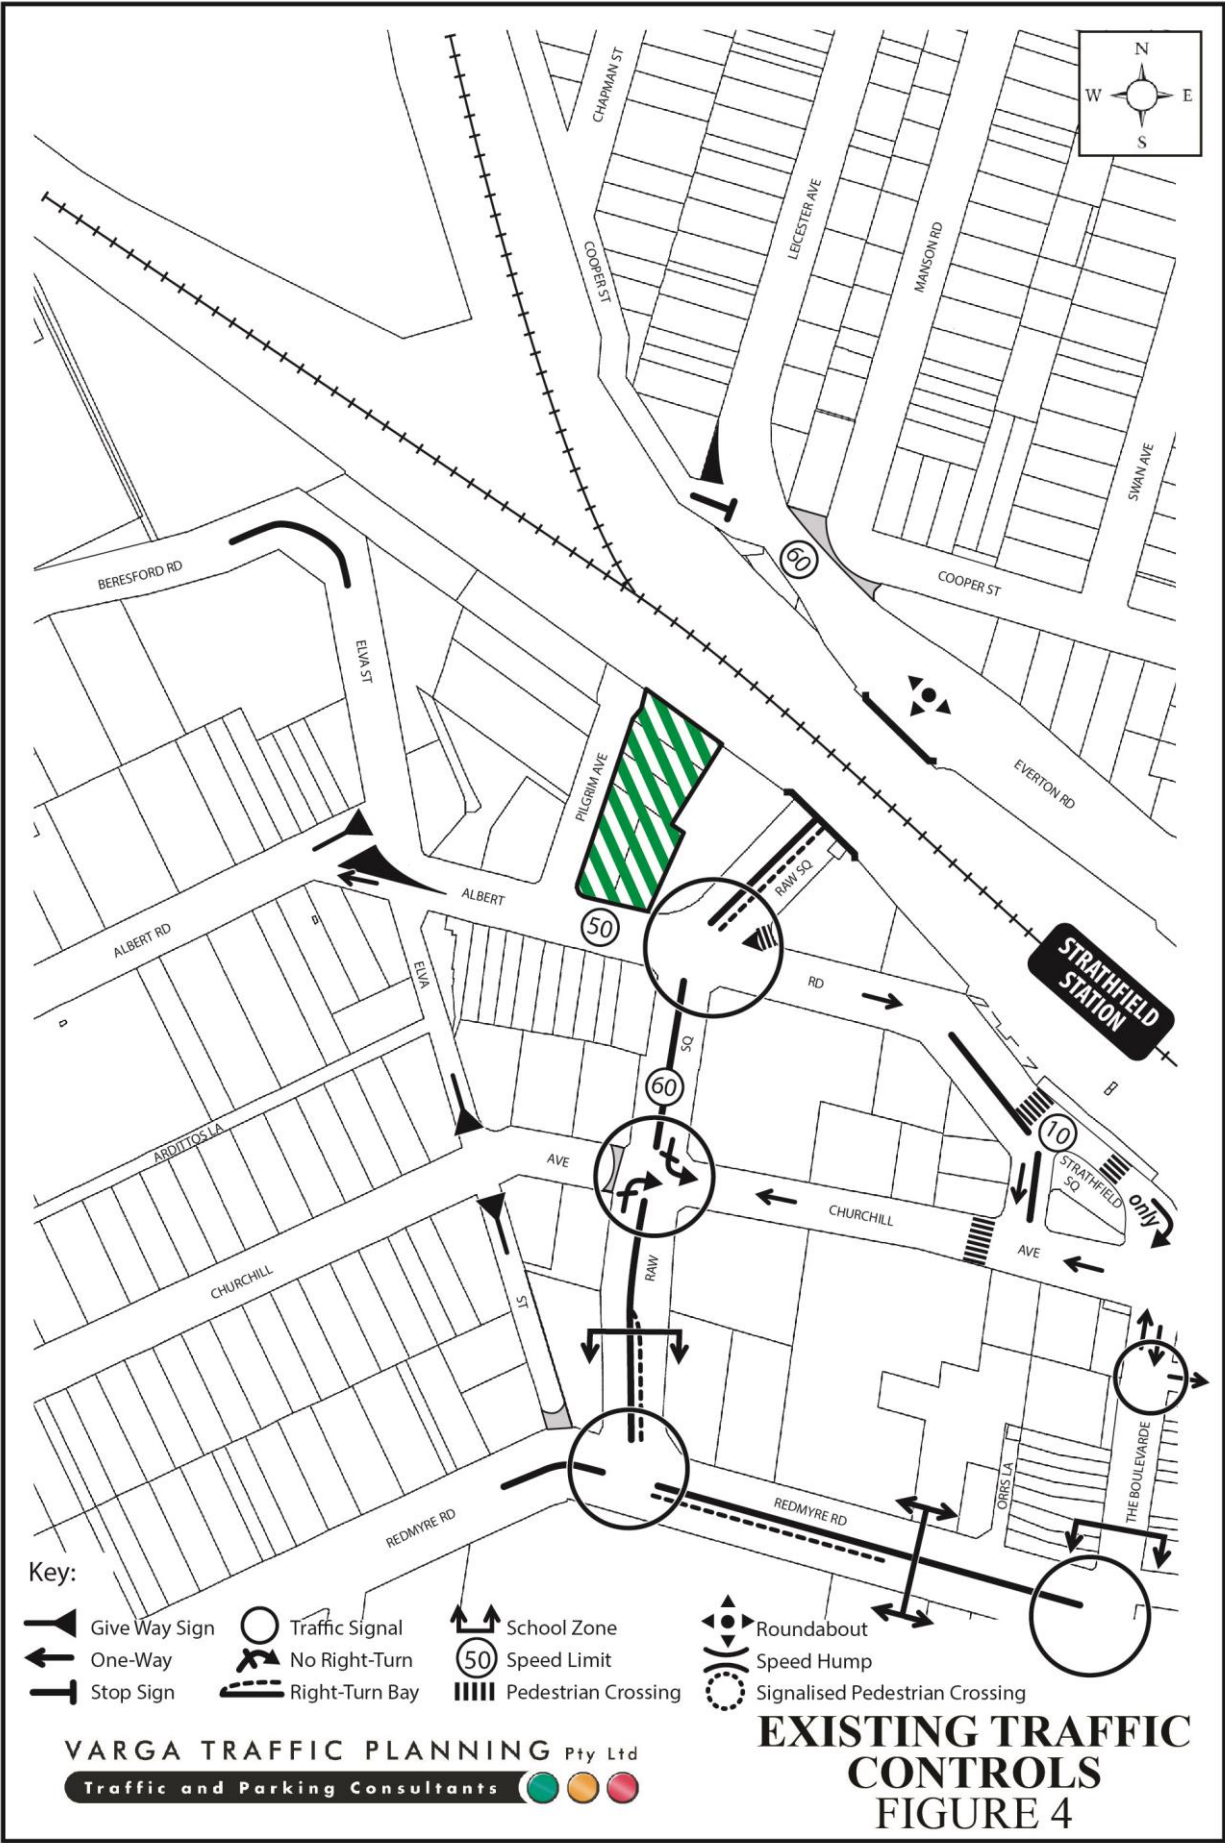 N
W E
S
CHAPMAN ST
COOPER ST
LEICESTER AVE
MANSON RD
SWAN AVE
60
COOPER ST
BERESFORD RD
ELVA ST
PILGRIM AVE
EVERTON RD
RAW SQ
ALBERT
50
ALBERT RD
ELVA
RD
STRATHFIELD
STATION
SQ
60
10
ARDITTOS LA
AVE
STRATHFIELD
SQ
only
CHURCHILL
AVE
RAW
CHURCHILL
ST
THE BOULEVARDE
ORRS LA
REDMYRE RD
REDMYRE RD
Key:
Give Way Sign
One-Way
Stop Sign
Traffic Signal
No Right-Turn
Right-Turn Bay
School Zone
50 Speed Limit
Pedestrian Crossing
Roundabout
Speed Hump
Signalised Pedestrian Crossing
VARGA TRAFFIC PLANNING Pty Ltd
Traffic and Parking Consultants
EXISTING TRAFFIC
CONTROLS
FIGURE 4